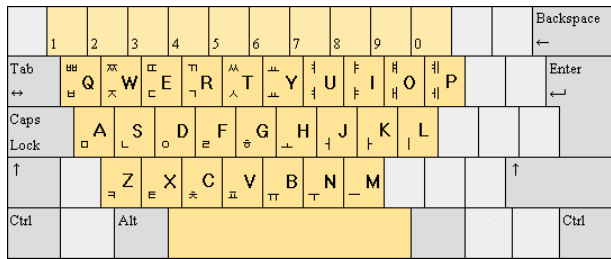 Backspace
1 2 3 4 5 6 7 8 9 0 ←
Tab ㅃ ㅉ ㄸ ㄲ ㅆ ㅛ ㅕ ㅑ ㅒ ㅖ Enter
Q W E R T Y U I O P
↔ ㅂ ㅈ ㄷ ㄱ ㅅ ㅛ ㅕ ㅑ ㅐ ㅔ ↵
Caps A S D F G H J K L
Lock ㅁ ㄴ ㅇ ㄹ ㅎ ㅗ ㅓ ㅏ ㅣ
↑ Z X C V B N M ↑
ㅋ ㅌ ㅊ ㅍ ㅠ ㅜ ㅡ
Ctrl Alt Ctrl